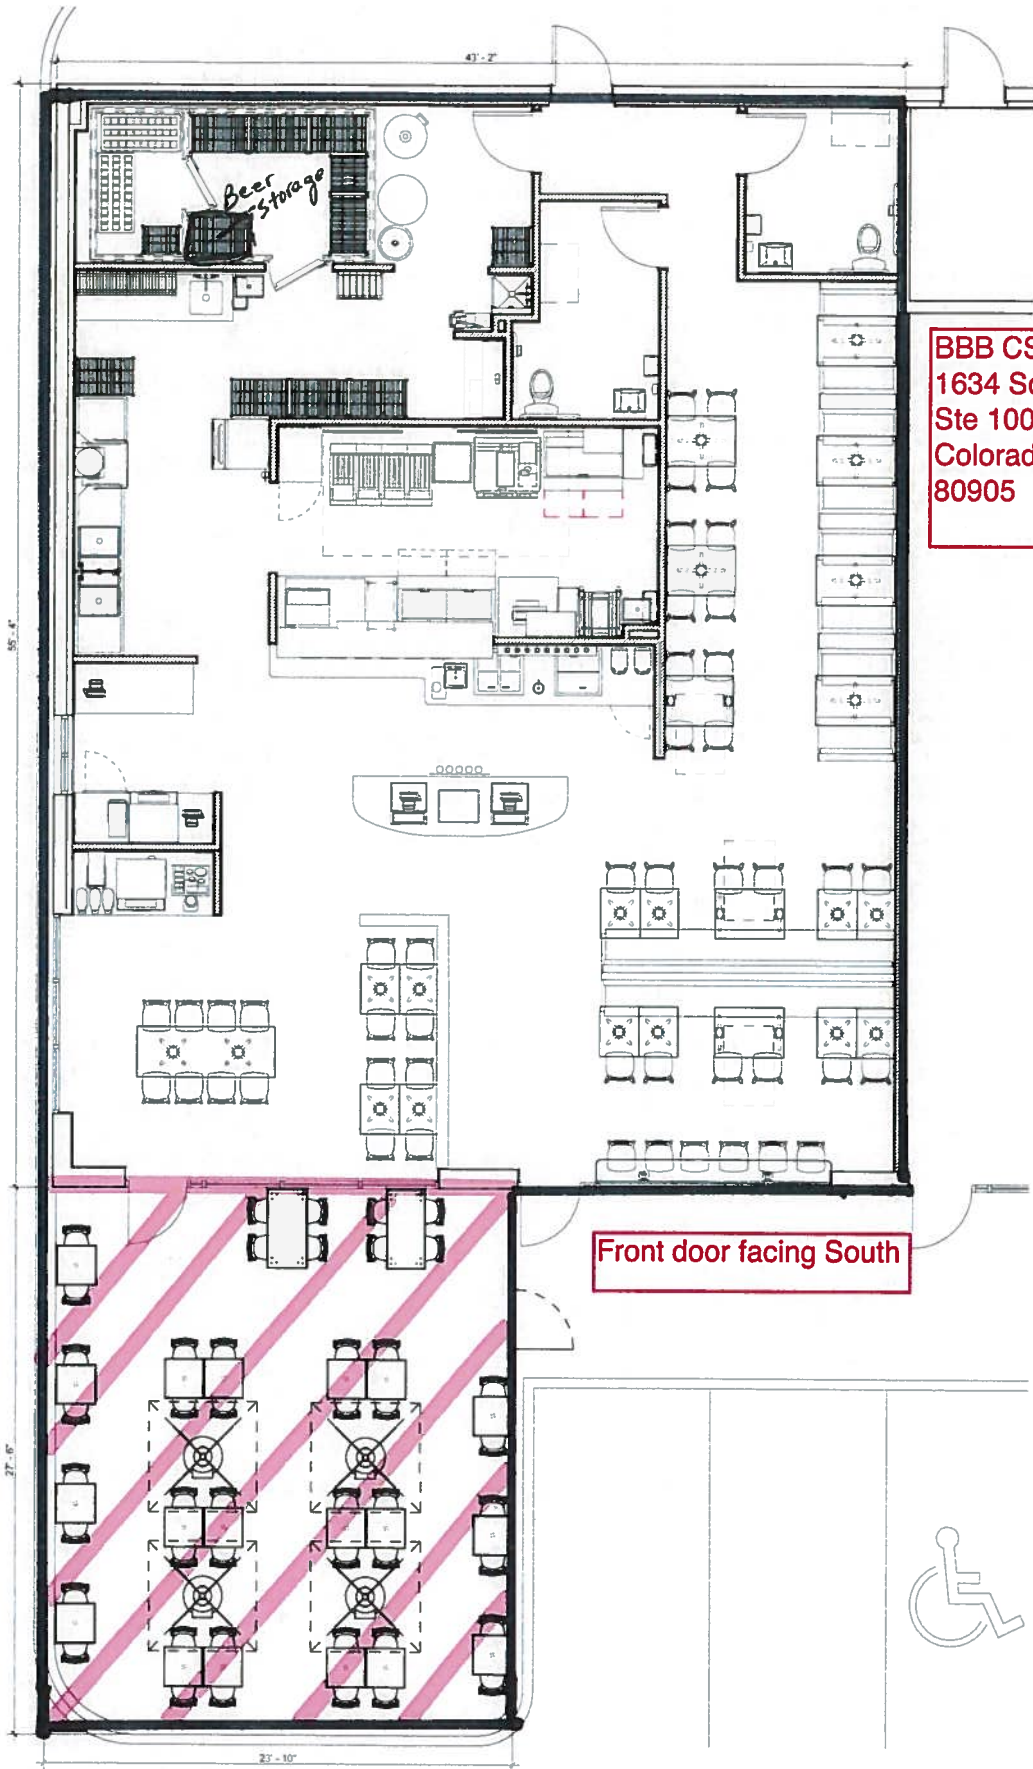 43' - 2"
Beer
storage
BBB CS
1634 So
Ste 100
Colorad
80905
55' - 4"
Front door facing South
27' - 6"
23' - 10"